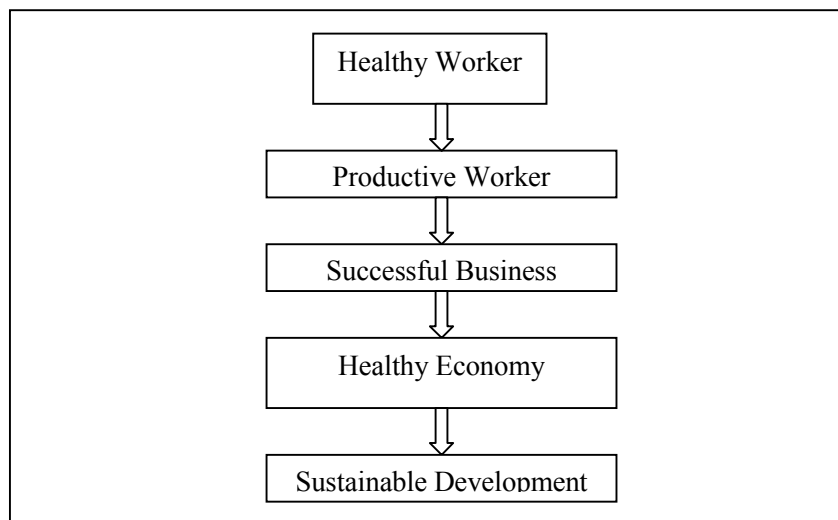 Healthy Worker
Productive Worker
Successful Business
Healthy Economy
Sustainable Development